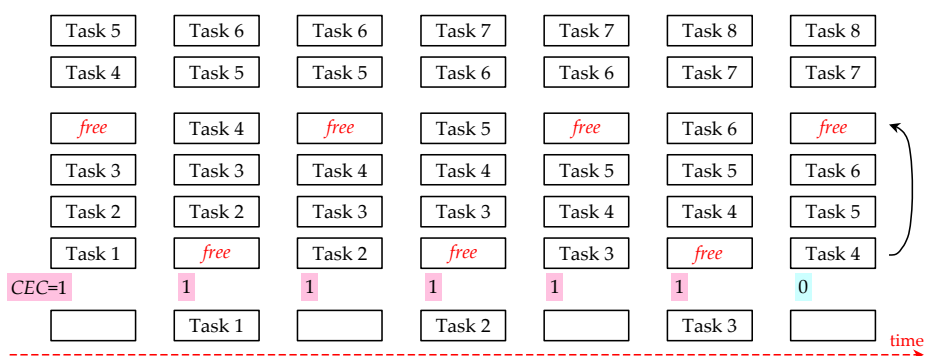 Task 5 Task 6 Task 6 Task 7 Task 7 Task 8 Task 8
Task 4 Task 5 Task 5 Task 6 Task 6 Task 7 Task 7
free Task 4 free Task 5 free Task 6 free
Task 3 Task 3 Task 4 Task 4 Task 5 Task 5 Task 6
Task 2 Task 2 Task 3 Task 3 Task 4 Task 4 Task 5
Task 1 free Task 2 free Task 3 free Task 4
CEC=1 1 1 1 1 1 0
Task 1 Task 2 Task 3
time